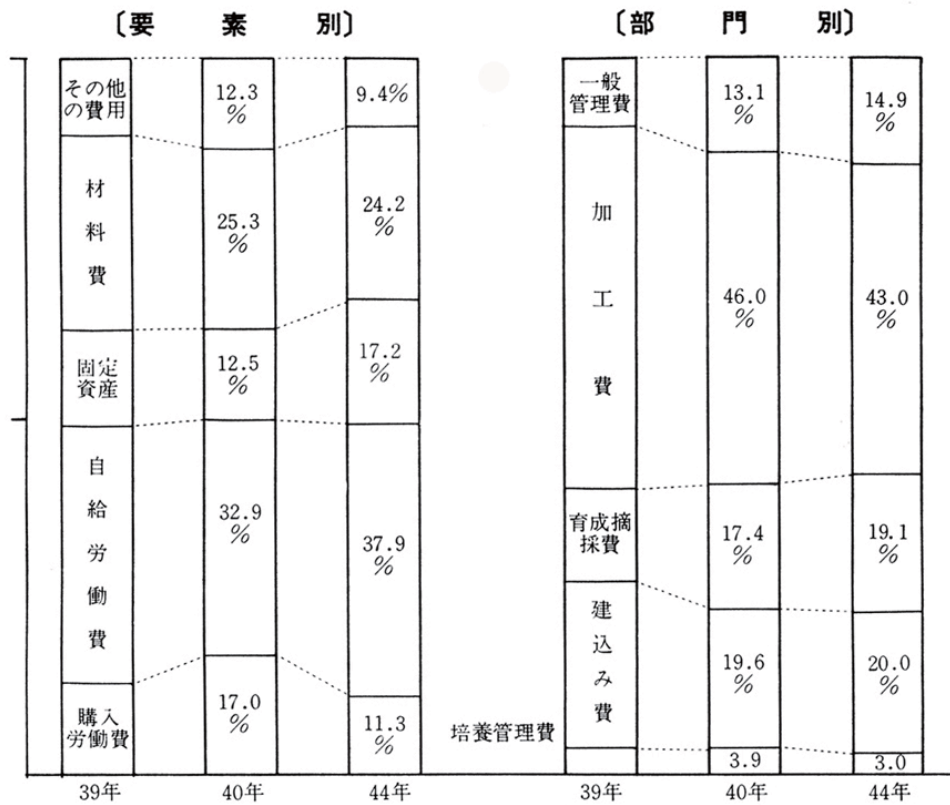 〔要素別〕
その他
の費用
12.3
%
9.4%
材料費
25.3
%
24.2
%
固定
資産
12.5
%
17.2
%
自給労働費
32.9
%
37.9
%
購入
労働費
17.0
%
11.3
%
39年
40年
44年
〔部門別〕
一般
管理費
13.1
%
14.9
%
加工費
46.0
%
43.0
%
育成摘
採費
17.4
%
19.1
%
建込み費
19.6
%
20.0
%
培養管理費
3.9
3.0
39年
40年
44年